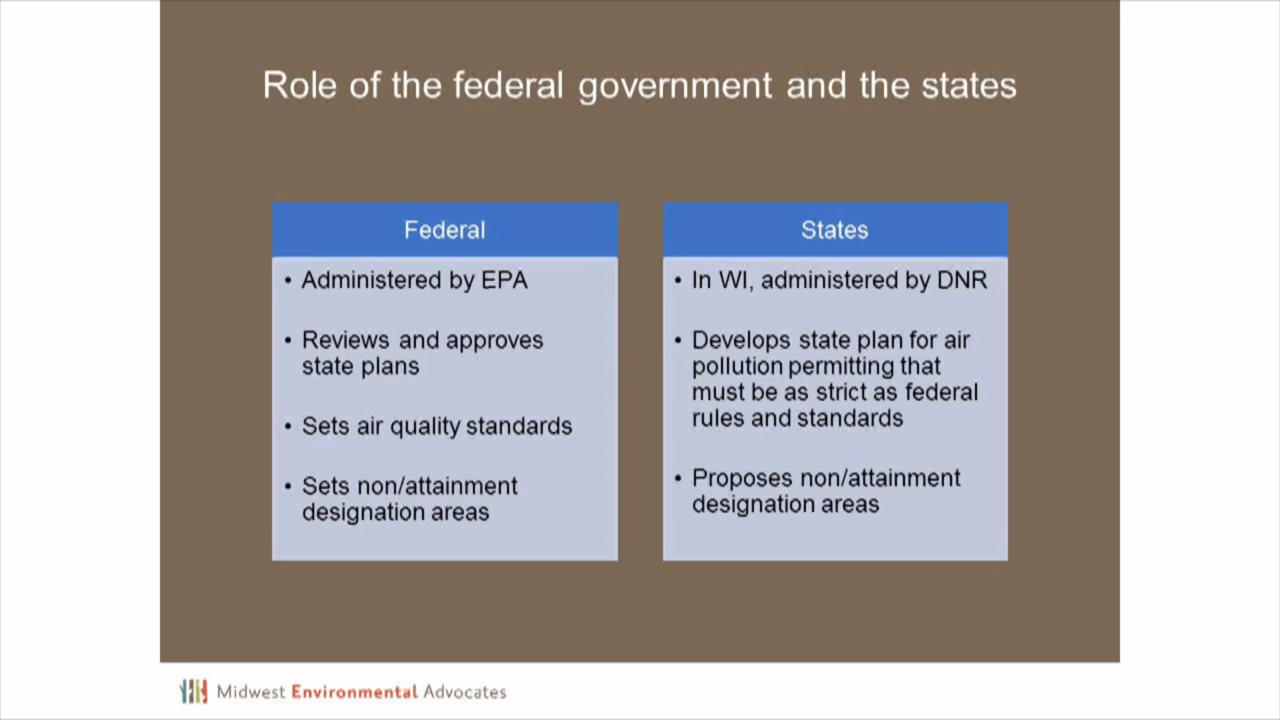 Role of the federal government and the states
Federal
• Administered by EPA
• Reviews and approves
state plans
• Sets air quality standards
• Sets non/attainment
designation areas
States
• In WI, administered by DNR
• Develops state plan for air
pollution permitting that
must be as strict as federal
rules and standards
• Proposes non/attainment
designation areas
Midwest Environmental Advocates